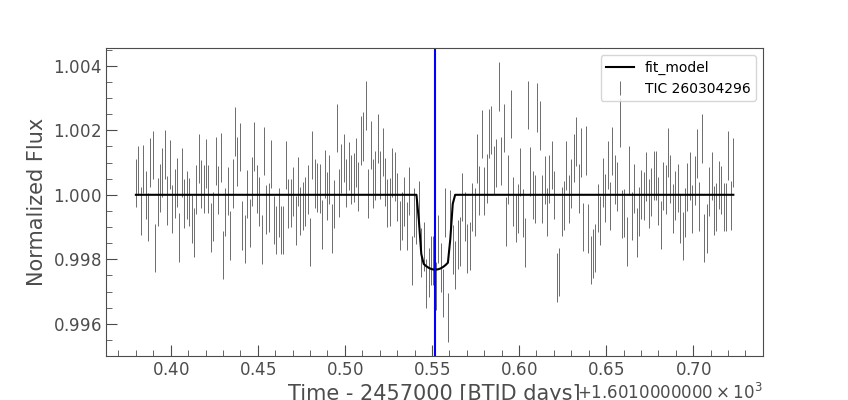 1.004
1.002
1.000
0.998
0.996
Normalized Flux
fit_model
TIC 260304296
0.40 0.45 0.50 0.55 0.60 0.65 0.70
Time - 2457000 [BTJD days]
+1.6010000000 × 10³